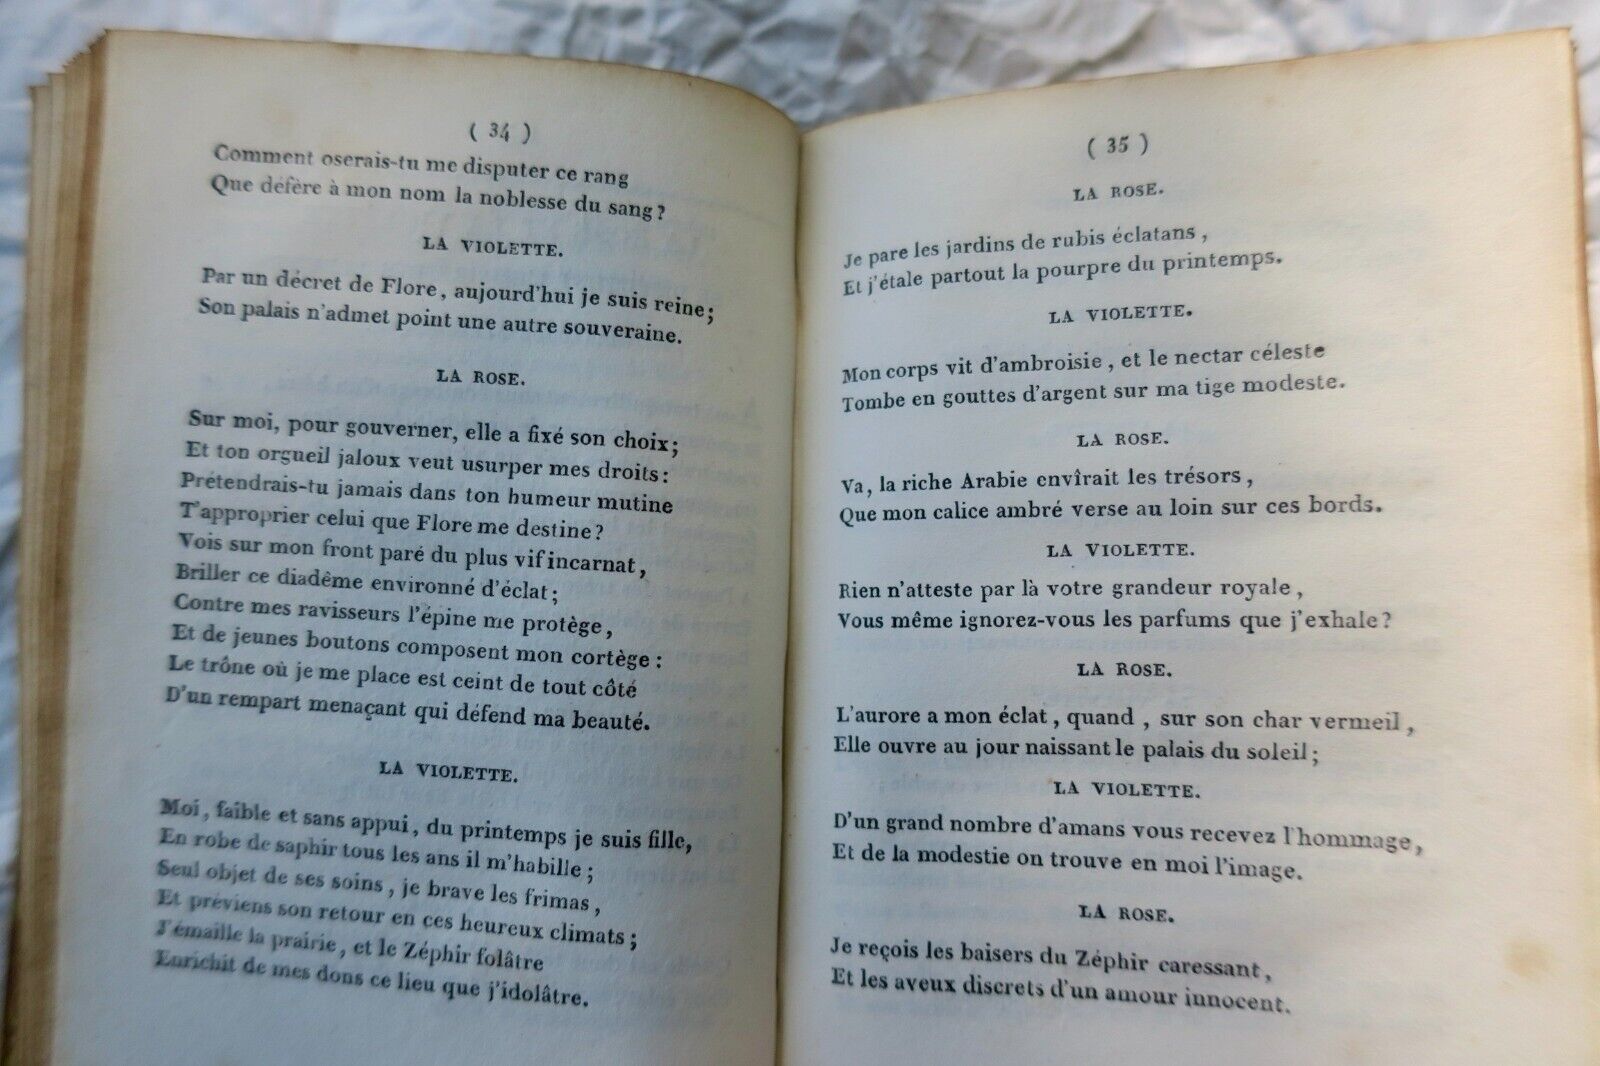 ( 34 )
Comment oserais-tu me disputer ce rang
Que défère à mon nom la noblesse du sang ?
LA VIOLETTE.
Par un décret de Flore, aujourd'hui je suis reine ;
Son palais n'admet point une autre souveraine.
LA ROSE.
Sur moi, pour gouverner, elle a fixé son choix ;
Et ton orgueil jaloux veut usurper mes droits :
Prétendrais-tu jamais dans ton humeur mutine
T'approprier celui que Flore me destine ?
Vois sur mon front paré du plus vif incarnat,
Briller ce diadême environné d'éclat ;
Contre mes ravisseurs l'épine me protège,
Et de jeunes boutons composent mon cortège :
Le trône où je me place est ceint de tout côté
D'un rempart menaçant qui défend ma beauté.
LA VIOLETTE.
Moi, faible et sans appui, du printemps je suis fille,
En robe de saphir tous les ans il m'habille ;
Seul objet de ses soins, je brave les frimas,
Et préviens son retour en ces heureux climats ;
J'émaille la prairie, et le Zéphir folâtre
Enrichit de mes dons ce lieu que j'idolâtre.
( 35 )
LA ROSE.
Je pare les jardins de rubis éclatans,
Et j'étale partout la pourpre du printemps.
LA VIOLETTE.
Mon corps vit d'ambroisie, et le nectar céleste
Tombe en gouttes d'argent sur ma tige modeste.
LA ROSE.
Va, la riche Arabie envîrait les trésors,
Que mon calice ambré verse au loin sur ces bords.
LA VIOLETTE.
Rien n'atteste par là votre grandeur royale,
Vous même ignorez-vous les parfums que j'exhale ?
LA ROSE.
L'aurore a mon éclat, quand, sur son char vermeil,
Elle ouvre au jour naissant le palais du soleil ;
LA VIOLETTE.
D'un grand nombre d'amans vous recevez l'hommage,
Et de la modestie on trouve en moi l'image.
LA ROSE.
Je reçois les baisers du Zéphir caressant,
Et les aveux discrets d'un amour innocent.